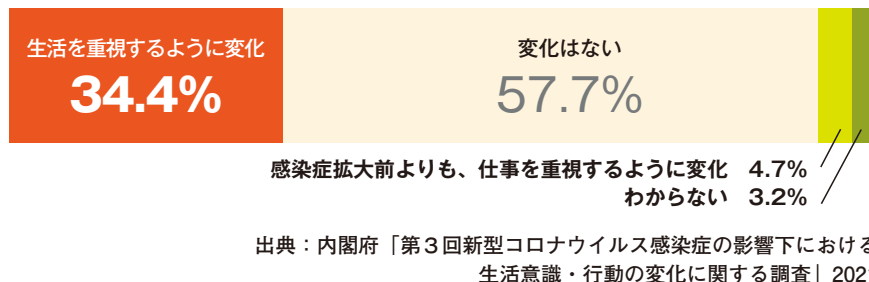 生活を重視するように変化
34.4%
変化はない
57.7%
感染症拡大前よりも、仕事を重視するように変化 4.7%
わからない 3.2%
出典：内閣府「第3回新型コロナウイルス感染症の影響下における
生活意識・行動の変化に関する調査」202